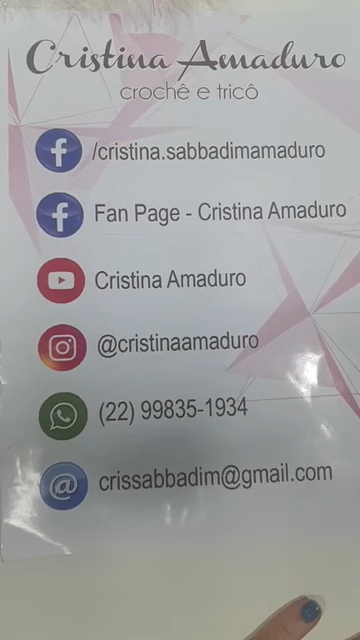 Cristina Amaduro
crochê e tricô
/cristina.sabbadimamaduro
Fan Page - Cristina Amaduro
Cristina Amaduro
@cristinaamaduro
(22) 99835-1934
crissabbadim@gmail.com